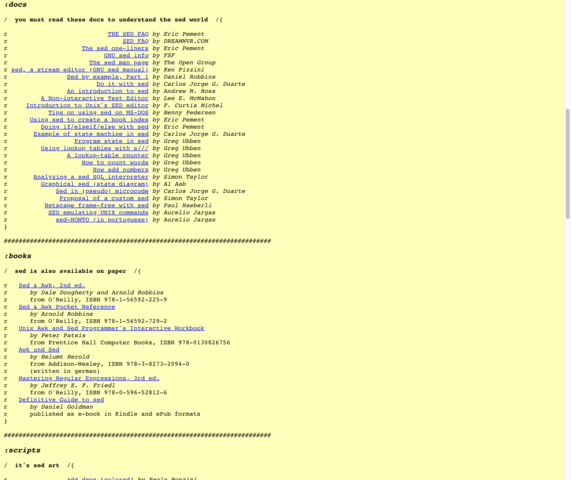 :docs
/ you must read these docs to understand the sed world /{
r THE SED FAQ by Eric Pement
r SED FAQ by DREAMWVR.COM
r The sed one-liners by Eric Pement
r GNU sed info by FSF
r The sed man page by The Open Group
r sed, a stream editor (GNU sed manual) by Ken Pizzini
r Sed by example, Part 1 by Daniel Robbins
r Do it with sed by Carlos Jorge G. Duarte
r An introduction to sed by Andrew M. Ross
r A Non-interactive Text Editor by Lee E. McMahon
r Introduction to Unix's SED editor by F. Curtis Michel
r Tips on using sed on MS-DOS by Benny Pedersen
r Using sed to create a book index by Eric Pement
r Doing if/elseif/else with sed by Eric Pement
r Example of state machine in sed by Carlos Jorge G. Duarte
r Program state in sed by Greg Ubben
r Using lookup tables with s/// by Greg Ubben
r A lookup-table counter by Greg Ubben
r How to count words by Greg Ubben
r How add numbers by Greg Ubben
r Analyzing a sed SQL interpreter by Simon Taylor
r Graphical sed (state diagram) by Al Aab
r Sed in (pseudo) microcode by Carlos Jorge G. Duarte
r Proposal of a custom sed by Simon Taylor
r Netscape frame-free with sed by Paul Haeberli
r SED emulating UNIX commands by Aurelio Jargas
r sed-HOWTO (in portuguese) by Aurelio Jargas
}
########################################################################
:books
/ sed is also available on paper /{
r Sed & Awk, 2nd ed.
r by Dale Dougherty and Arnold Robbins
r from O'Reilly, ISBN 978-1-56592-225-9
r Sed & Awk Pocket Reference
r by Arnold Robbins
r from O'Reilly, ISBN 978-1-56592-729-2
r Unix Awk and Sed Programmer's Interactive Workbook
r by Peter Patsis
r from Prentice Hall Computer Books, ISBN 978-0130826756
r Awk und Sed
r by Helumt Herold
r from Addison-Wesley, ISBN 978-3-8273-2094-0
r (written in german)
r Mastering Regular Expressions, 3rd ed.
r by Jeffrey E. F. Friedl
r from O'Reilly, ISBN 978-0-596-52812-6
r Definitive Guide to sed
r by Daniel Goldman
r published as e-book in Kindle and ePub formats
}
########################################################################
:scripts
/ it's sed art /{
r add_decs (colored) by Paolo Bonzini